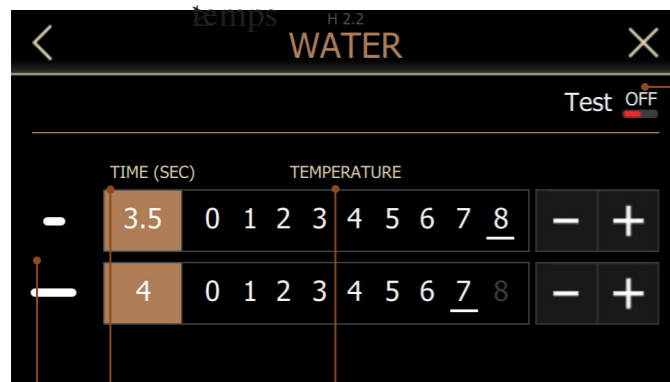 temps
H 2.2
WATER
Test OFF
TIME (SEC) TEMPERATURE
3.5 0 1 2 3 4 5 6 7 8 - +
4 0 1 2 3 4 5 6 7 8 - +